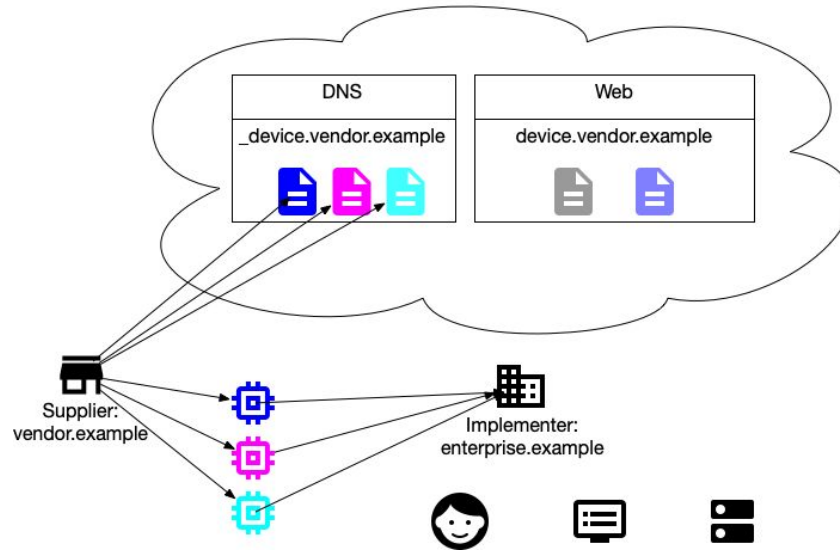 DNS
Web
_device.vendor.example
device.vendor.example
Supplier:
vendor.example
Implementer:
enterprise.example